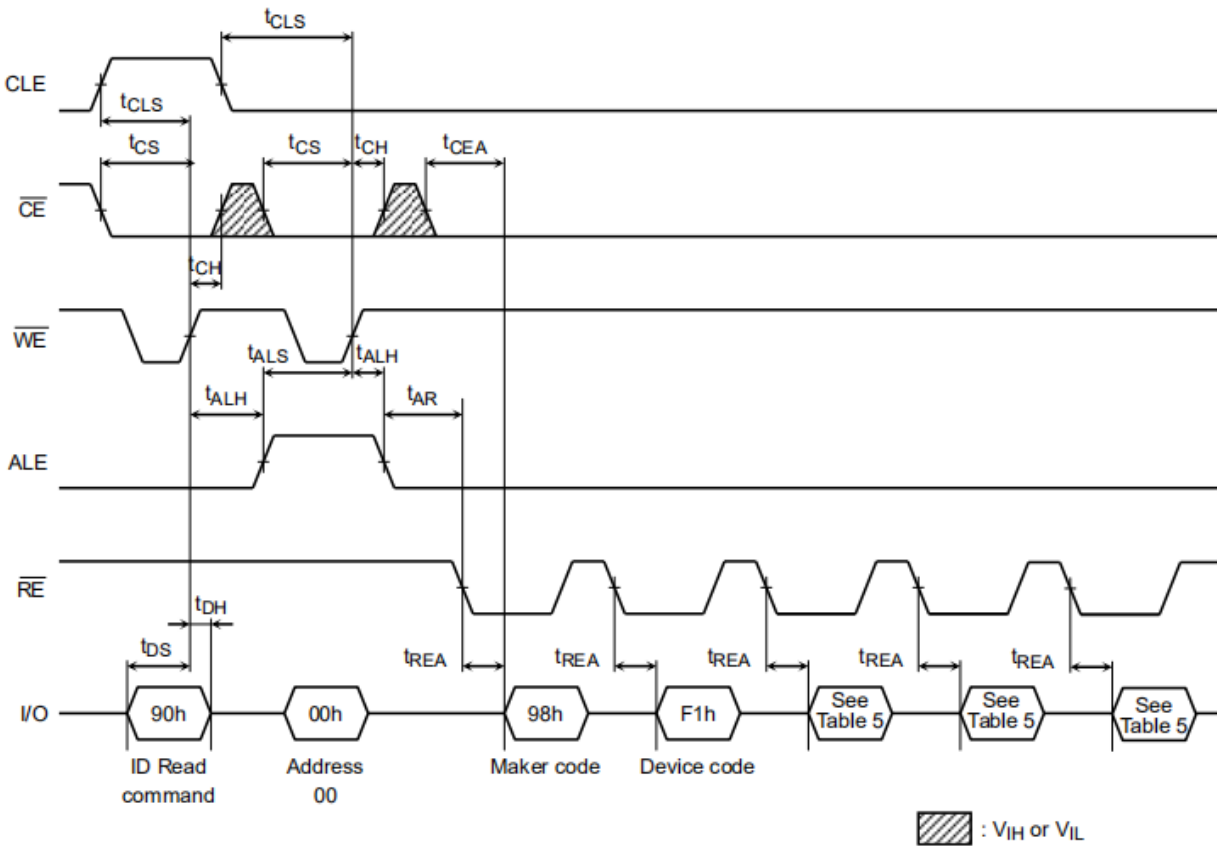 tCLS
CLE
tCLS
tCS
tCS
tCH
tCEA
CE
tCH
WE
tALS
tALH
tALH
tAR
ALE
RE
tDH
tDS
tREA
tREA
tREA
tREA
tREA
I/O
90h
00h
98h
F1h
See
Table 5
See
Table 5
See
Table 5
ID Read
command
Address
00
Maker code
Device code
: VIH or VIL